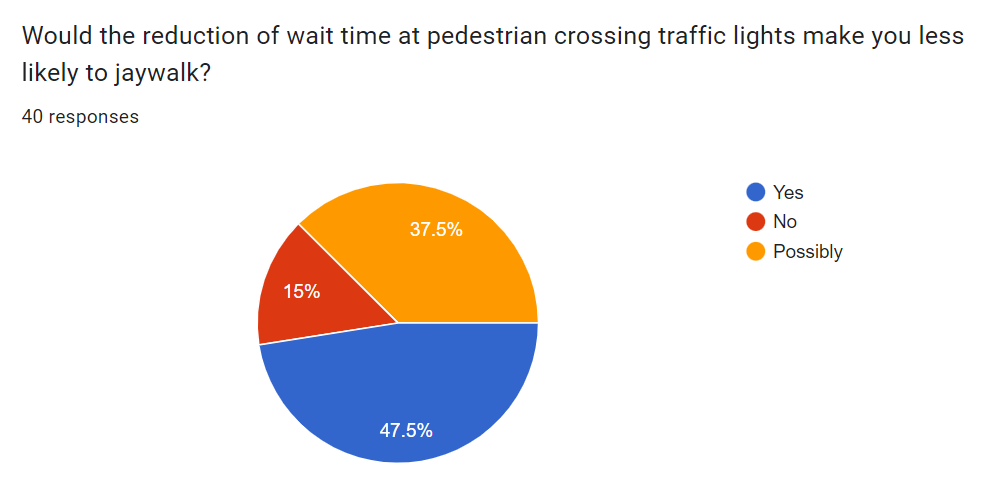 Would the reduction of wait time at pedestrian crossing traffic lights make you less
likely to jaywalk?
40 responses
Yes
No
Possibly
37.5%
15%
47.5%